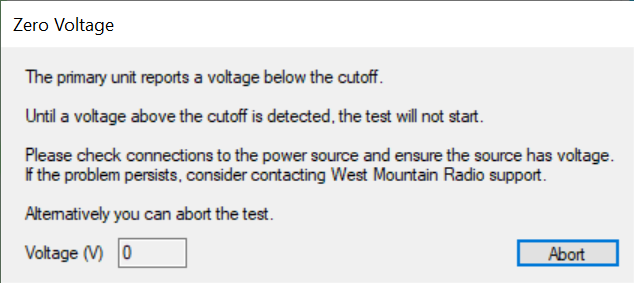 Zero Voltage
The primary unit reports a voltage below the cutoff.
Until a voltage above the cutoff is detected, the test will not start.
Please check connections to the power source and ensure the source has voltage.
If the problem persists, consider contacting West Mountain Radio support.
Alternatively you can abort the test.
Voltage (V) 0 Abort